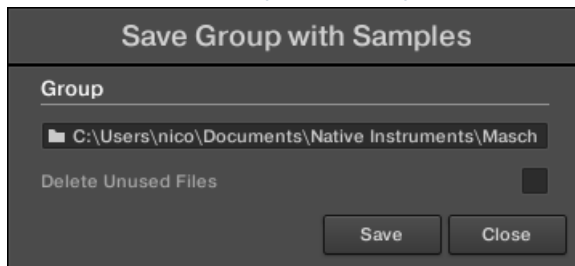 Save Group with Samples
Group
C:\Users\nico\Documents\Native Instruments\Masch
Delete Unused Files
Save Close